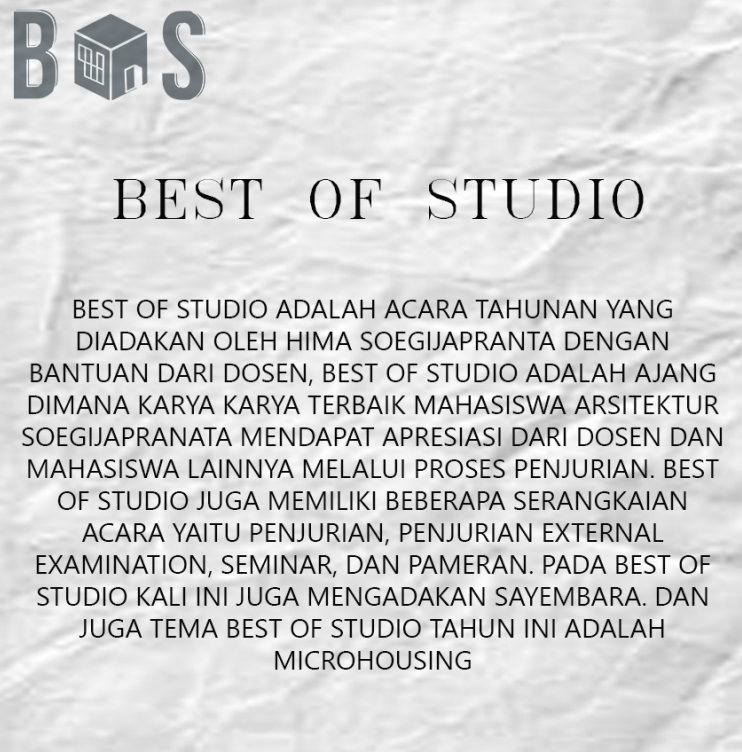 BOS
BEST OF STUDIO
BEST OF STUDIO ADALAH ACARA TAHUNAN YANG
DIADAKAN OLEH HIMA SOEGIJAPRANTA DENGAN
BANTUAN DARI DOSEN, BEST OF STUDIO ADALAH AJANG
DIMANA KARYA KARYA TERBAIK MAHASISWA ARSITEKTUR
SOEGIJAPRANATA MENDAPAT APRESIASI DARI DOSEN DAN
MAHASISWA LAINNYA MELALUI PROSES PENJURIAN. BEST
OF STUDIO JUGA MEMILIKI BEBERAPA SERANGKAIAN
ACARA YAITU PENJURIAN, PENJURIAN EXTERNAL
EXAMINATION, SEMINAR, DAN PAMERAN. PADA BEST OF
STUDIO KALI INI JUGA MENGADAKAN SAYEMBARA. DAN
JUGA TEMA BEST OF STUDIO TAHUN INI ADALAH
MICROHOUSING